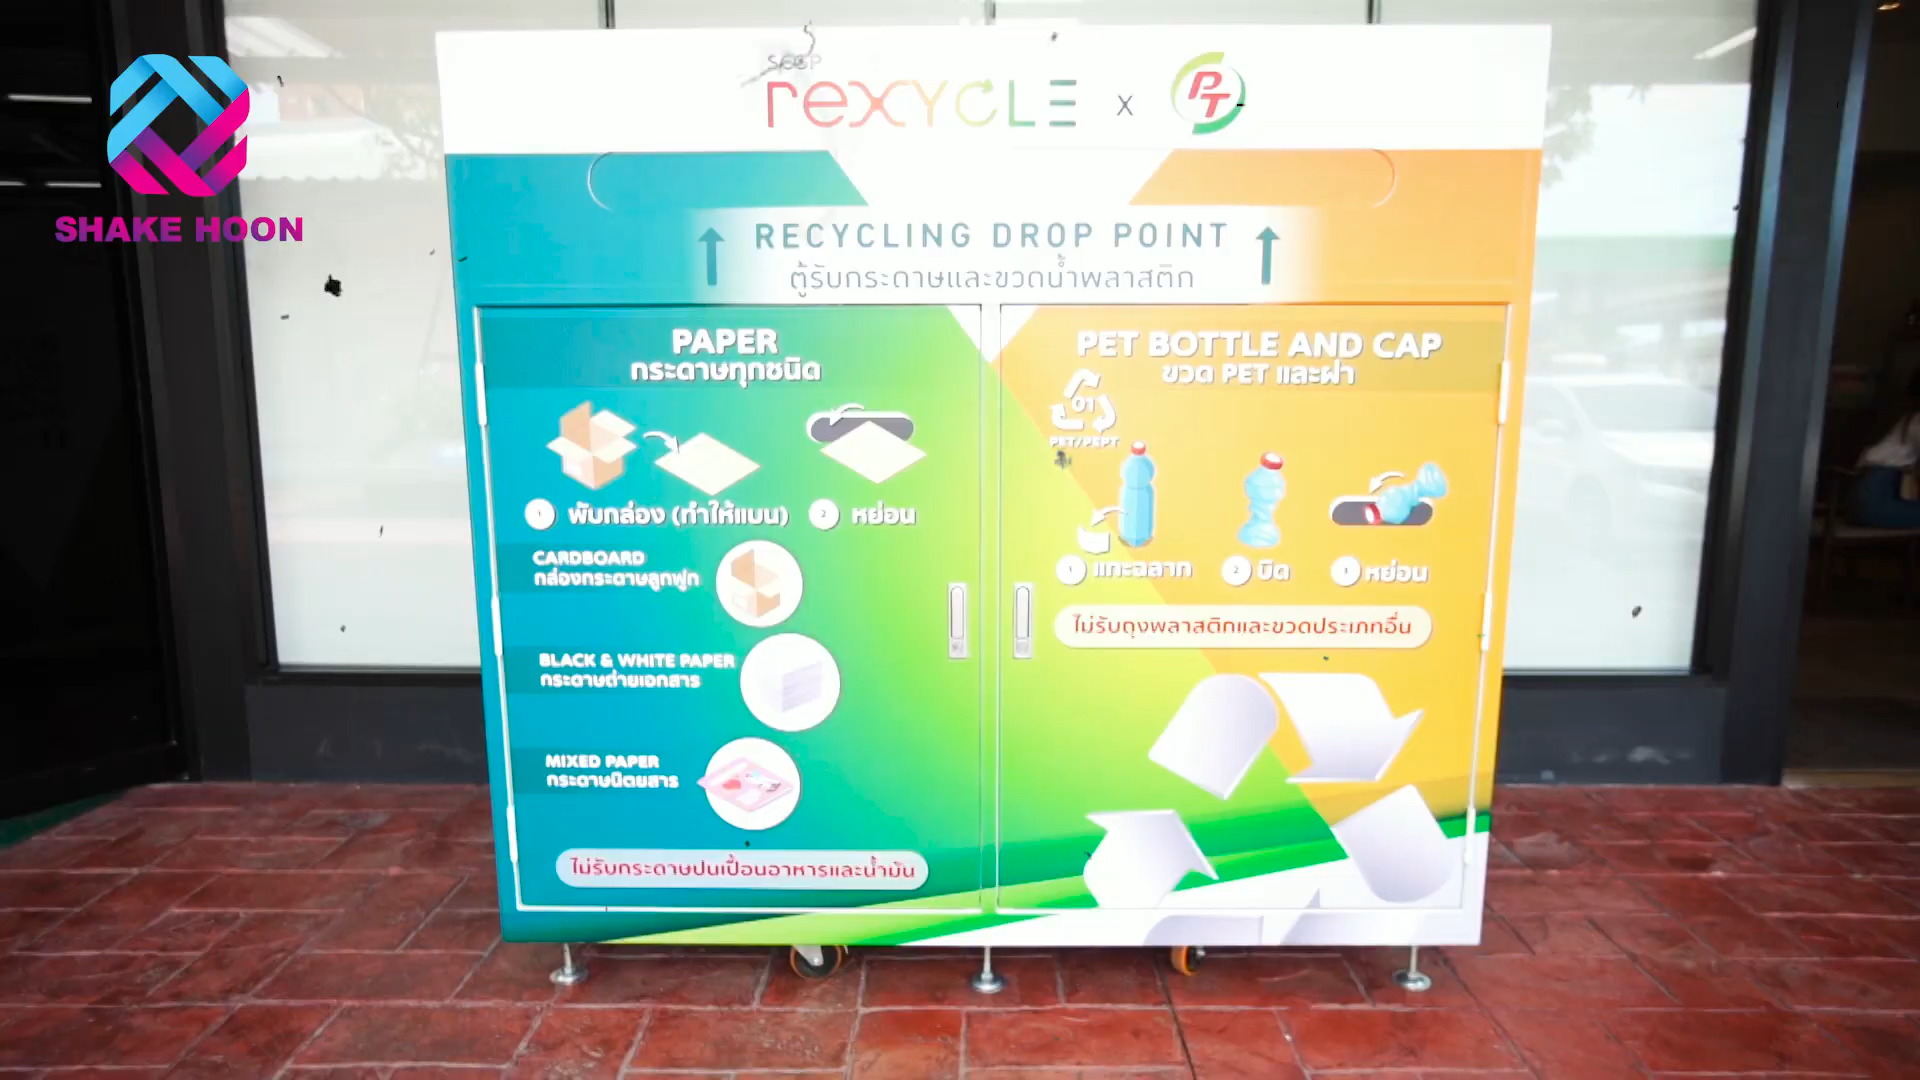 SHAKE HOON
SCGP
rexYCLE x PT
RECYCLING DROP POINT
ตู้รับกระดาษและขวดน้ำพลาสติก
PAPER
กระดาษทุกชนิด
1 พับกล่อง (ทำให้แบน) 2 หย่อน
CARDBOARD
กล่องกระดาษลูกฟูก
BLACK & WHITE PAPER
กระดาษถ่ายเอกสาร
MIXED PAPER
กระดาษนิตยสาร
ไม่รับกระดาษปนเปื้อนอาหารและน้ำมัน
PET BOTTLE AND CAP
ขวด PET และฝา
01
PET/PEPT
1 แกะฉลาก 2 บิด 3 หย่อน
ไม่รับถุงพลาสติกและขวดประเภทอื่น